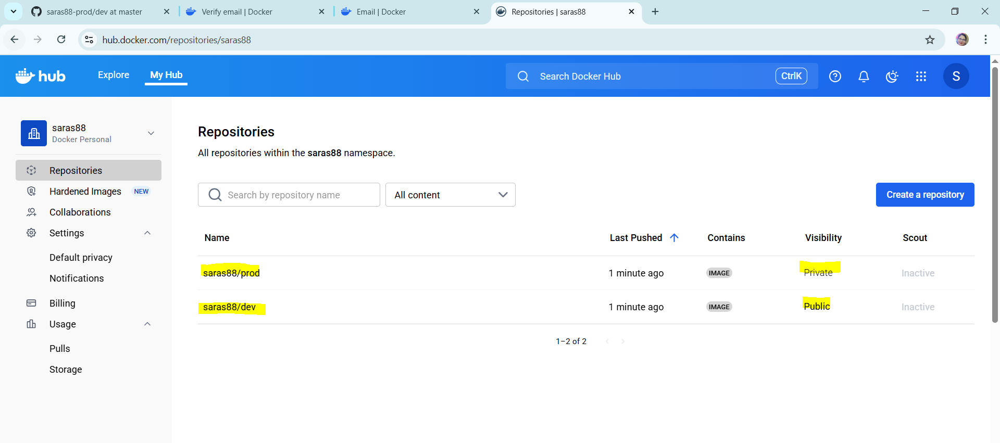 saras88-prod/dev at master
Verify email | Docker
Email | Docker
Repositories | saras88
hub.docker.com/repositories/saras88
hub
Explore
My Hub
Search Docker Hub
CtrlK
S
saras88
Docker Personal
Repositories
Hardened Images NEW
Collaborations
Settings
Default privacy
Notifications
Billing
Usage
Pulls
Storage
Repositories
All repositories within the saras88 namespace.
Search by repository name
All content
Create a repository
Name Last Pushed Contains Visibility Scout
saras88/prod 1 minute ago IMAGE Private Inactive
saras88/dev 1 minute ago IMAGE Public Inactive
1–2 of 2